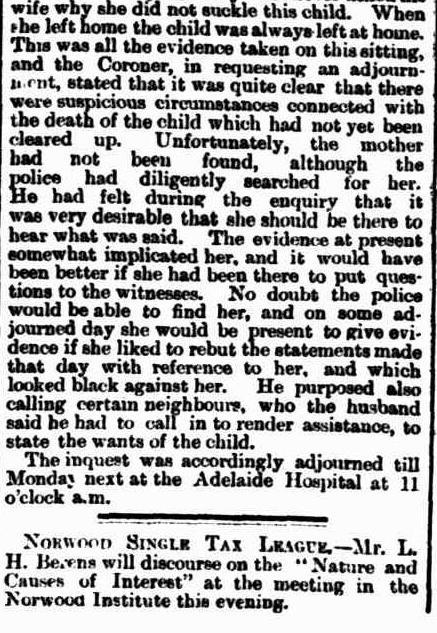 wife why she did not suckle this child. When
she left home the child was always left at home.
This was all the evidence taken on this sitting,
and the Coroner, in requesting an adjourn-
ment, stated that it was quite clear that there
were suspicious circumstances connected with
the death of the child which had not yet been
cleared up. Unfortunately, the mother
had not been found, although the
police had diligently searched for her.
He had felt during the enquiry that it
was very desirable that she should be there to
hear what was said. The evidence at present
somewhat implicated her, and it would have
been better if she had been there to put ques-
tions to the witnesses. No doubt the police
would be able to find her, and on some ad-
journed day she would be present to give evi-
dence if she liked to rebut the statements made
that day with reference to her, and which
looked black against her. He purposed also
calling certain neighbours, who the husband
said he had to call in to render assistance, to
state the wants of the child.
The inquest was accordingly adjourned till
Monday next at the Adelaide Hospital at 11
o'clock a.m.
NORWOOD SINGLE TAX LEAGUE.—Mr. L.
H. Berens will discourse on the "Nature and
Causes of Interest" at the meeting in the
Norwood Institute this evening.